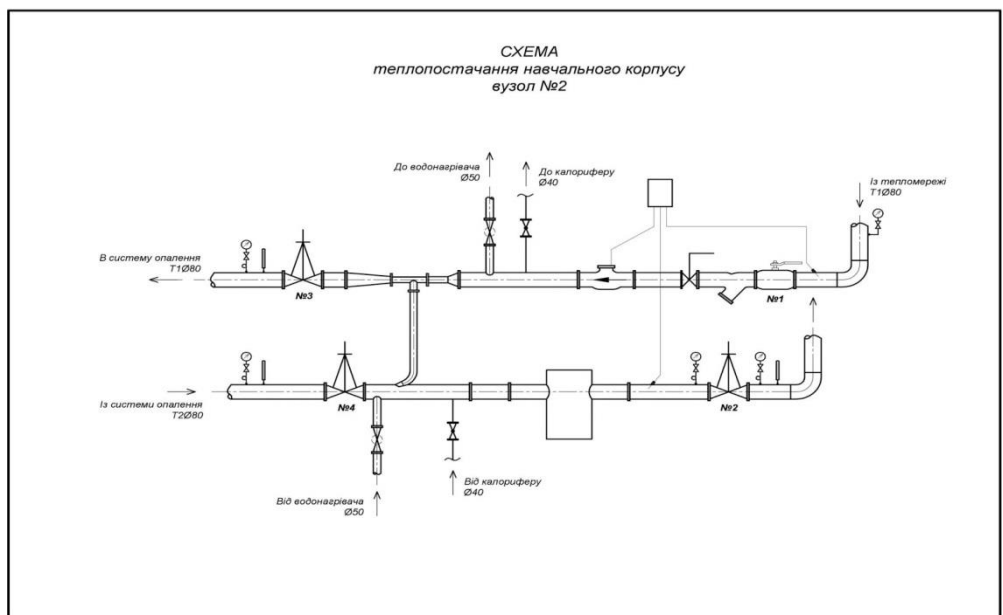 СХЕМА
теплопостачання навчального корпусу
вузол №2
До водонагрівача
Ø50
До калориферу
Ø40
Із тепломережі
Т1Ø80
В систему опалення
Т1Ø80
№3
№1
Із системи опалення
Т2Ø80
№4
№2
Від водонагрівача
Ø50
Від калориферу
Ø40